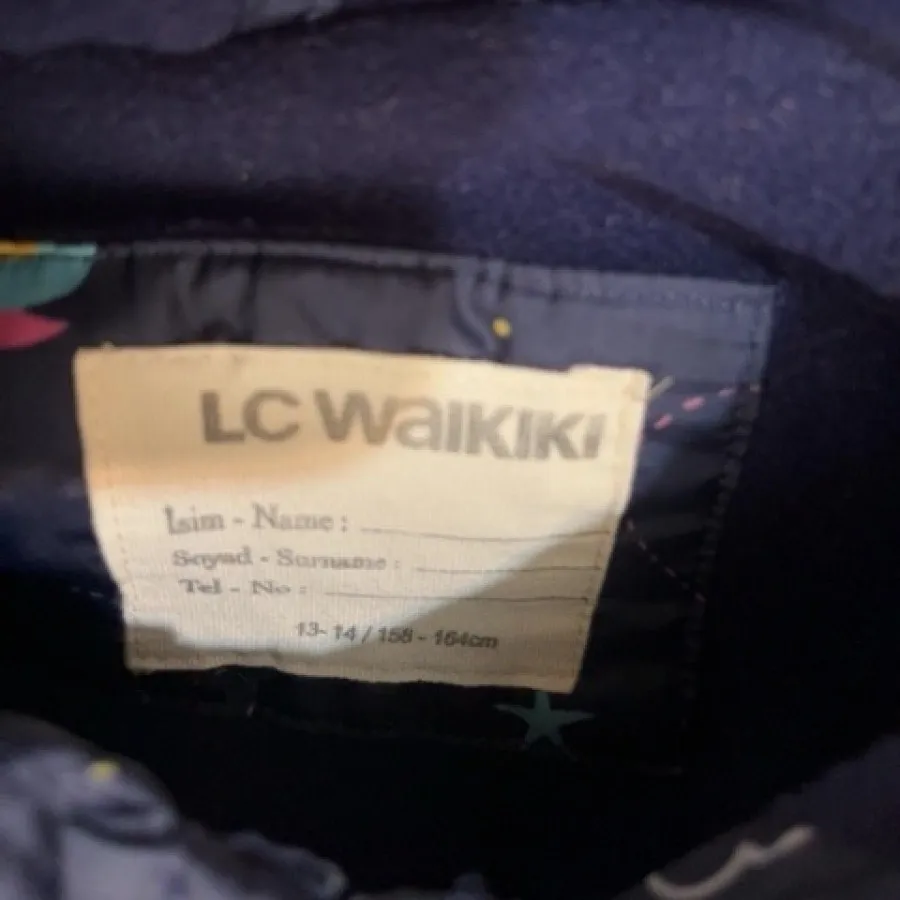 LC WAIKIKI
İsim - Name :
Soyad - Surname :
Tel - No :
13-14 / 158 - 164cm